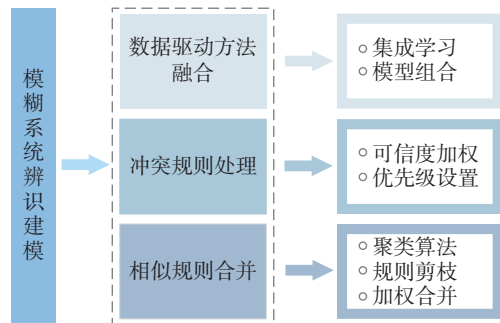 模糊系统辨识建模
数据驱动方法
融合
○ 集成学习
○ 模型组合
冲突规则处理
○ 可信度加权
○ 优先级设置
相似规则合并
○ 聚类算法
○ 规则剪枝
○ 加权合并